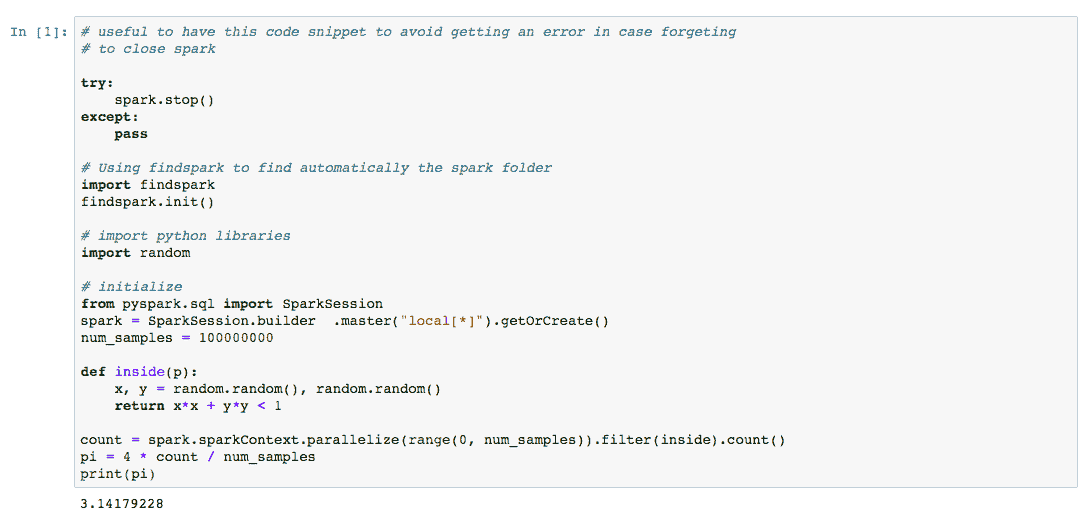 In [1]: # useful to have this code snippet to avoid getting an error in case forgeting
# to close spark

try:
    spark.stop()
except:
    pass

# Using findspark to find automatically the spark folder
import findspark
findspark.init()

# import python libraries
import random

# initialize
from pyspark.sql import SparkSession
spark = SparkSession.builder  .master("local[*]").getOrCreate()
num_samples = 100000000

def inside(p):
    x, y = random.random(), random.random()
    return x*x + y*y < 1

count = spark.sparkContext.parallelize(range(0, num_samples)).filter(inside).count()
pi = 4 * count / num_samples
print(pi)
3.14179228